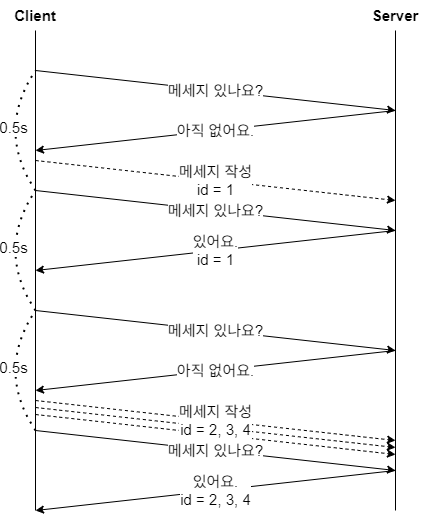 Client
Server
메세지 있나요?
0.5s
아직 없어요.
메세지 작성
id = 1
메세지 있나요?
있어요.
0.5s
id = 1
메세지 있나요?
0.5s
아직 없어요.
메세지 작성
id = 2, 3, 4
메세지 있나요?
있어요.
id = 2, 3, 4